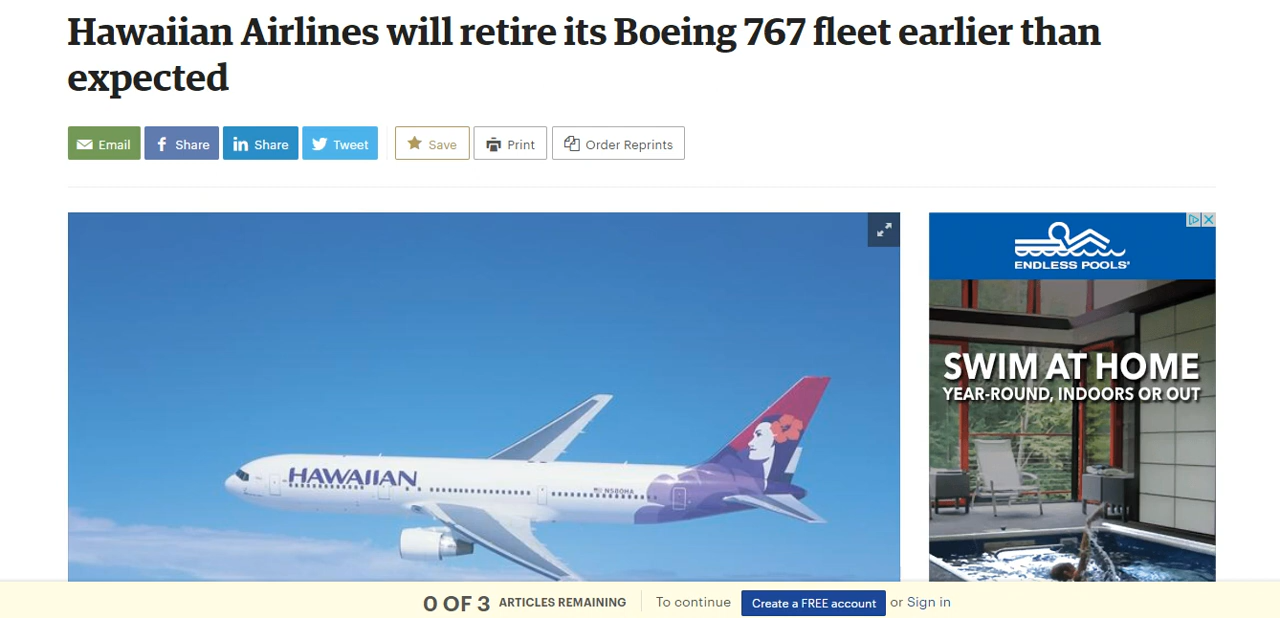 Hawaiian Airlines will retire its Boeing 767 fleet earlier than
expected
Email Share Share Tweet Save Print Order Reprints
ENDLESS POOLS®
SWIM AT HOME
YEAR-ROUND, INDOORS OR OUT
HAWAIIAN
N580HA
0 OF 3 ARTICLES REMAINING To continue Create a FREE account or Sign in